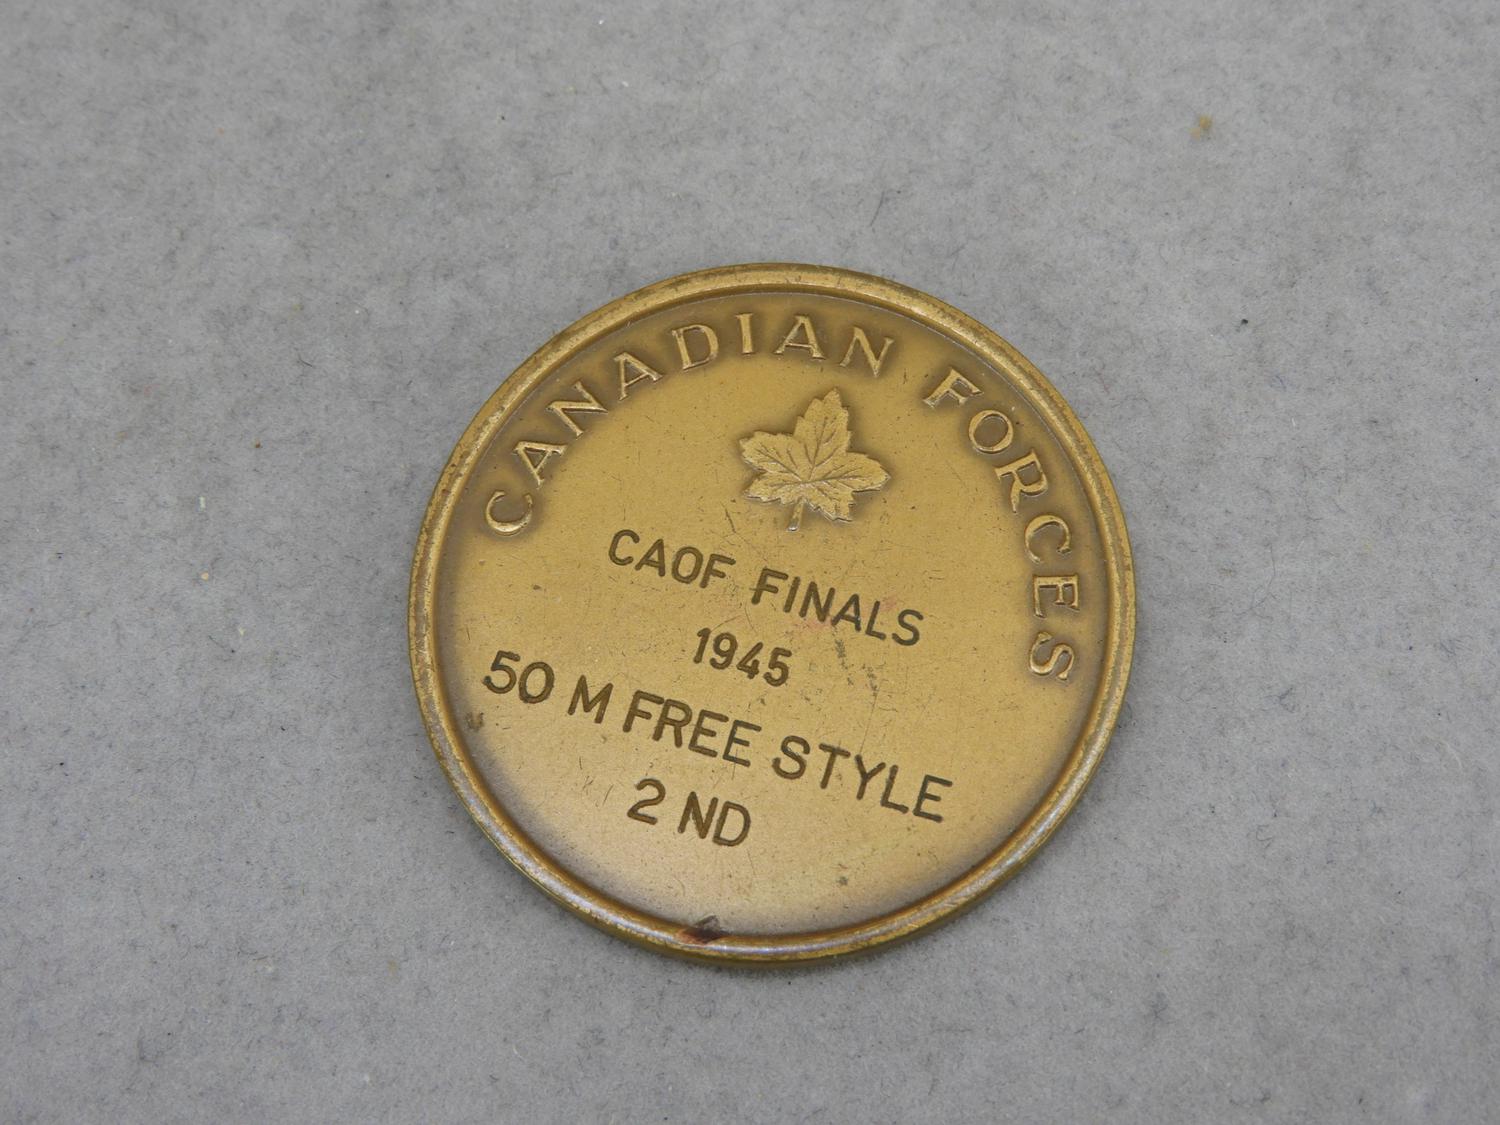 CANADIAN FORCES
CAOF FINALS
1945
50 M FREE STYLE
2 ND